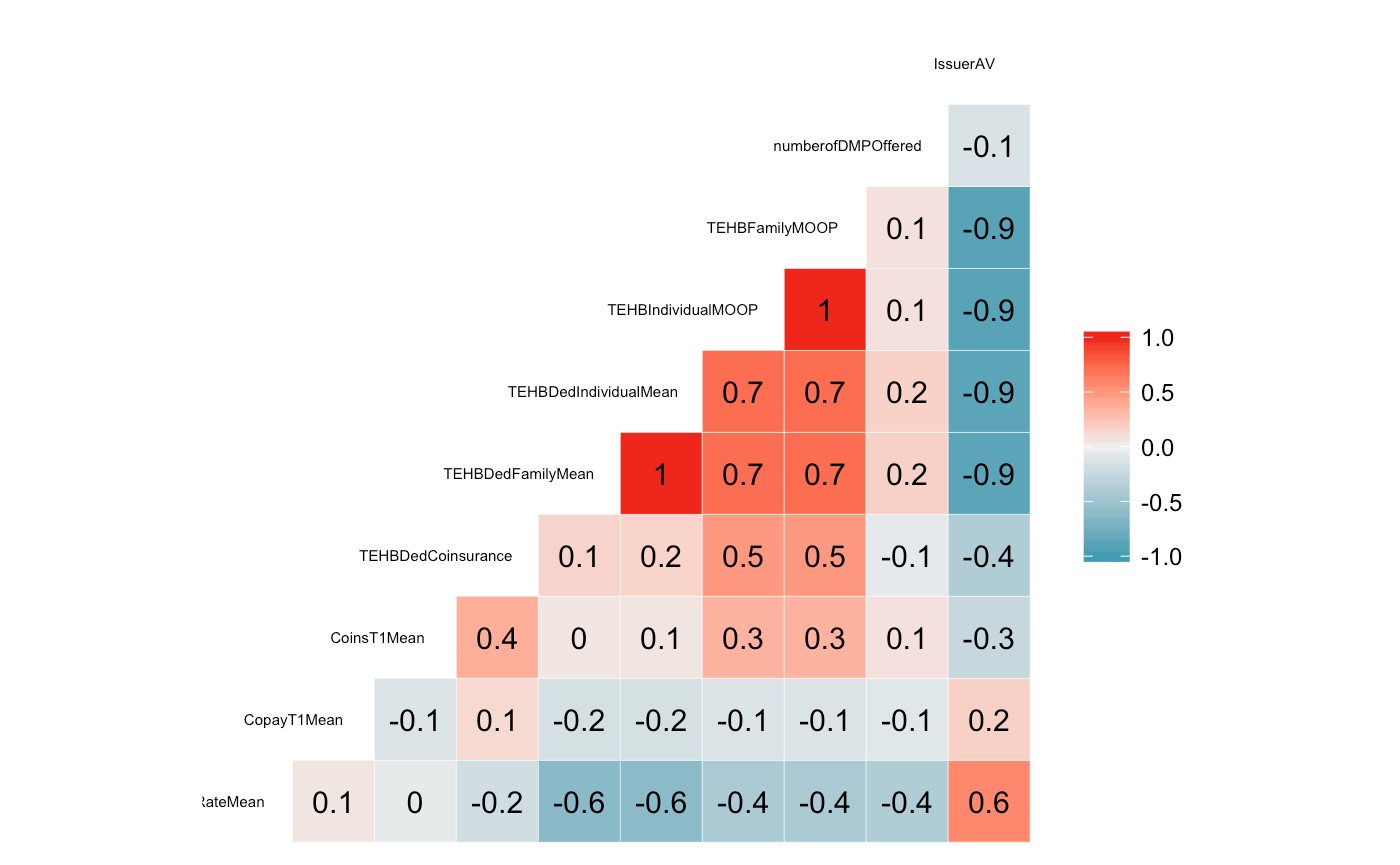 IssuerAV
numberofDMPOffered -0.1
TEHBFamilyMOOP 0.1 -0.9
TEHBIndividualMOOP 1 0.1 -0.9
1.0
TEHBDedIndividualMean 0.7 0.7 0.2 -0.9
0.5
0.0
TEHBDedFamilyMean 1 0.7 0.7 0.2 -0.9
-0.5
TEHBDedCoinsurance 0.1 0.2 0.5 0.5 -0.1 -0.4
-1.0
CoinsT1Mean 0.4 0 0.1 0.3 0.3 0.1 -0.3
CopayT1Mean -0.1 0.1 -0.2 -0.2 -0.1 -0.1 -0.1 0.2
RateMean 0.1 0 -0.2 -0.6 -0.6 -0.4 -0.4 -0.4 0.6